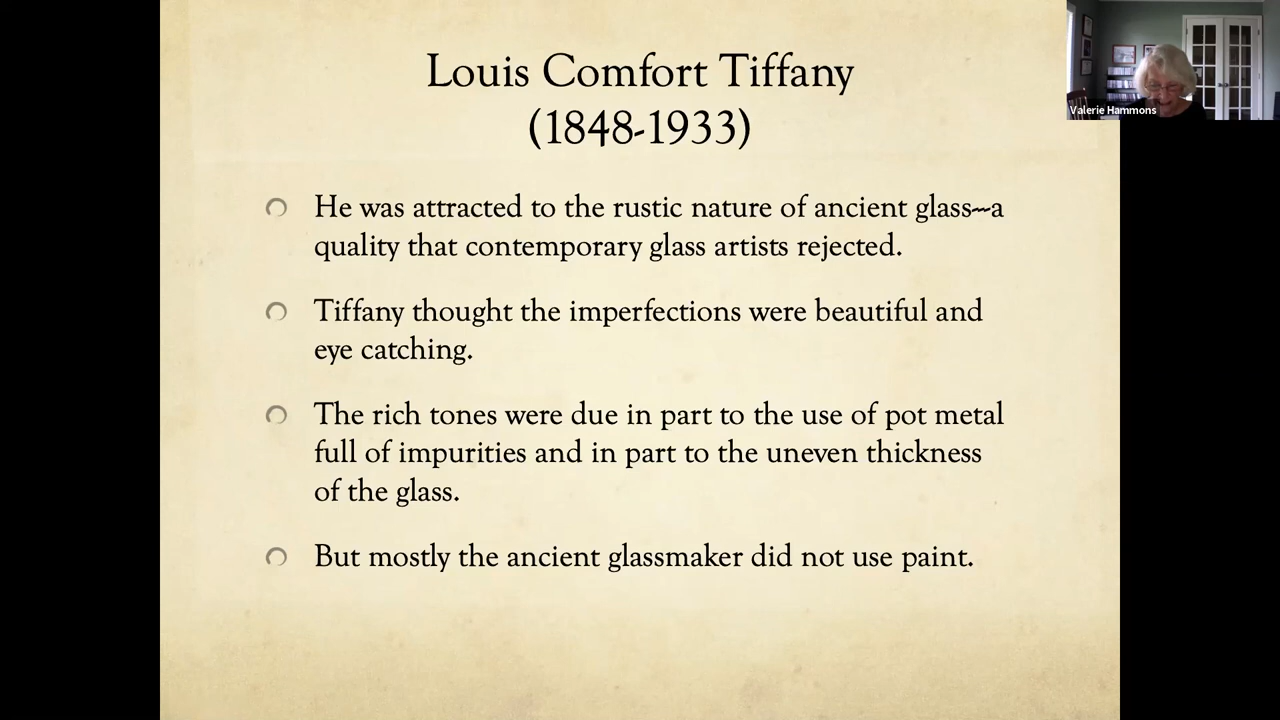 Louis Comfort Tiffany
(1848-1933)
He was attracted to the rustic nature of ancient glass--a
quality that contemporary glass artists rejected.
Tiffany thought the imperfections were beautiful and
eye catching.
The rich tones were due in part to the use of pot metal
full of impurities and in part to the uneven thickness
of the glass.
But mostly the ancient glassmaker did not use paint.
Valerie Hammons